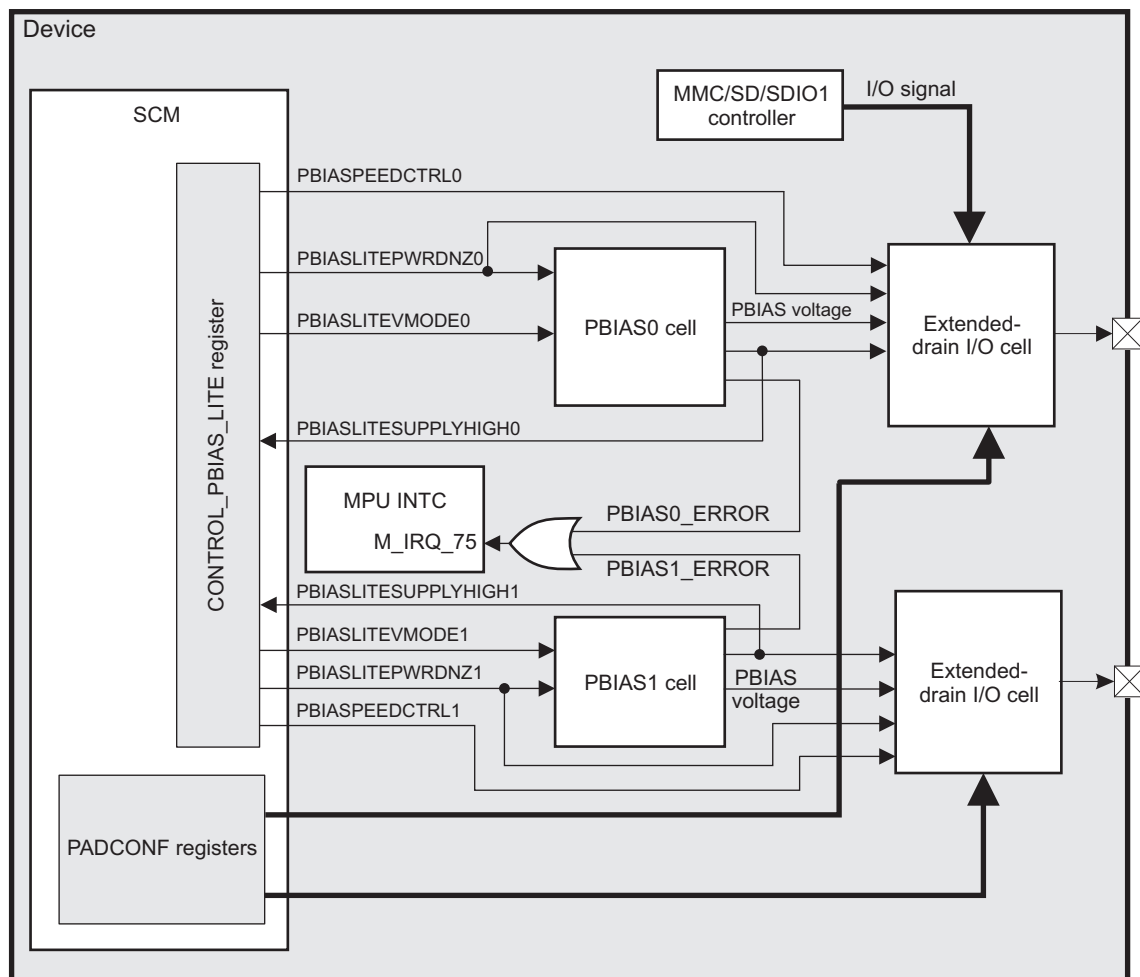 Device
SCM
MMC/SD/SDIO1
controller
I/O signal
PBIASPEEDCTRL0
PBIASLITEPWRDNZ0
PBIASLITEVMODE0
PBIAS0 cell
PBIAS voltage
Extended-
drain I/O cell
CONTROL_PBIAS_LITE register
PBIASLITESUPPLYHIGH0
MPU INTC
M_IRQ_75
PBIAS0_ERROR
PBIAS1_ERROR
PBIASLITESUPPLYHIGH1
PBIASLITEVMODE1
PBIASLITEPWRDNZ1
PBIASPEEDCTRL1
PBIAS1 cell
PBIAS
voltage
Extended-
drain I/O cell
PADCONF registers